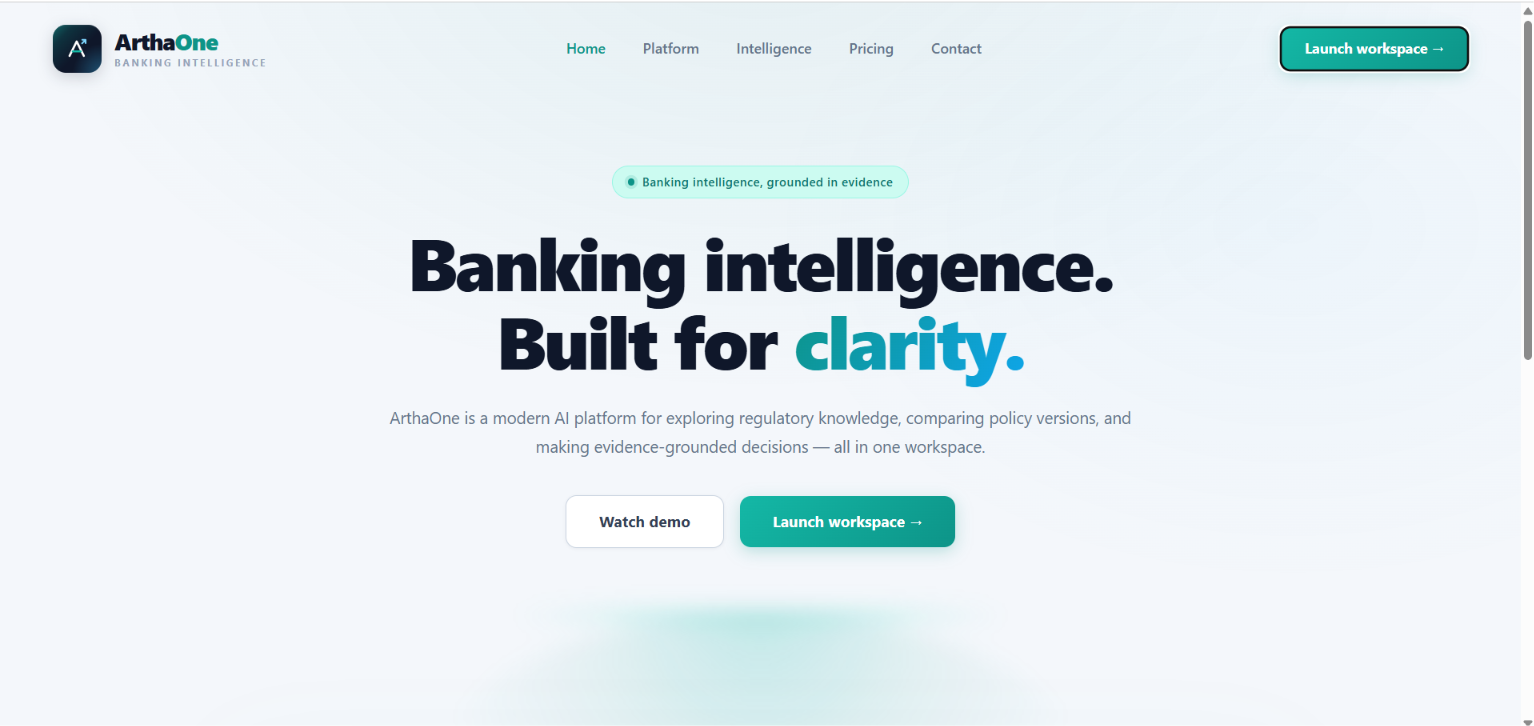 ArthaOne
BANKING INTELLIGENCE
Home
Platform
Intelligence
Pricing
Contact
Launch workspace →
Banking intelligence, grounded in evidence
Banking intelligence.
Built for clarity.
ArthaOne is a modern AI platform for exploring regulatory knowledge, comparing policy versions, and
making evidence-grounded decisions — all in one workspace.
Watch demo
Launch workspace →